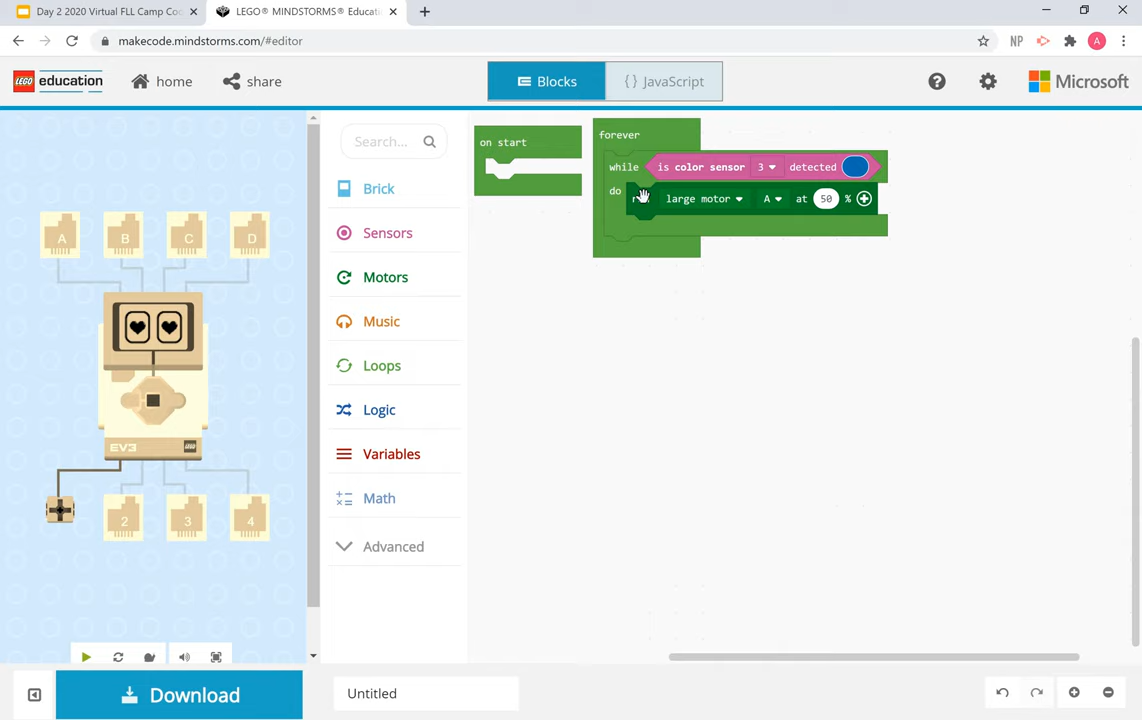 Day 2 2020 Virtual FLL Camp Co
LEGO® MINDSTORMS® Educati
makecode.mindstorms.com/#editor
NP
A
LEGO education
home
share
Blocks
{ } JavaScript
?
Microsoft
Search...
on start
forever
while is color sensor 3 detected
do
large motor A at 50 %
Brick
Sensors
Motors
Music
Loops
Logic
Variables
Math
Advanced
A B C D
EV3
2 3 4
Download
Untitled